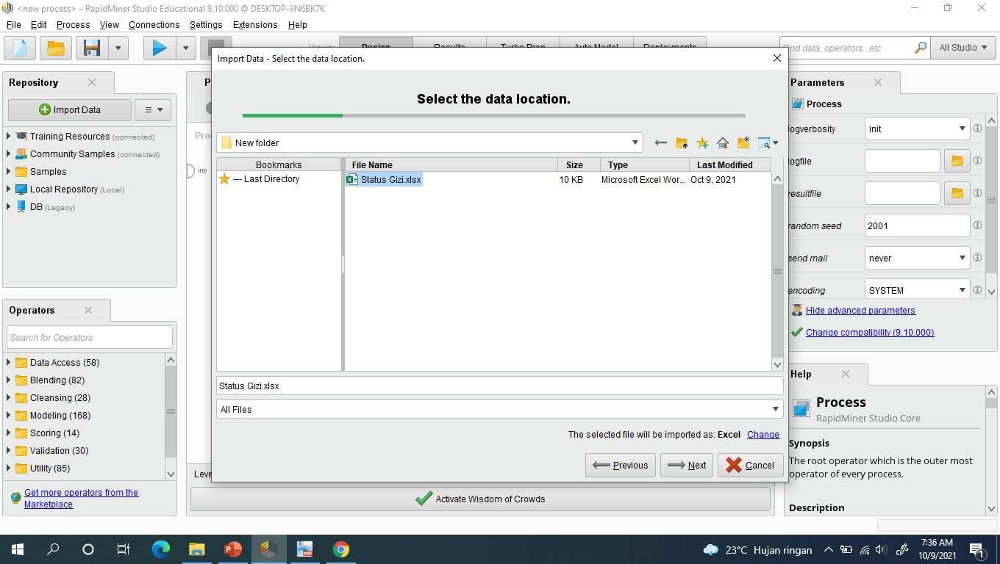 <new process> – RapidMiner Studio Educational 9.10.000 @ DESKTOP-9N6BK7K
File Edit Process View Connections Settings Extensions Help
Views: Design Results Turbo Prep Auto Model Deployments
Find data, operators...etc
All Studio
Repository
Import Data
Training Resources (connected)
Community Samples (connected)
Samples
Local Repository (Local)
DB (Legacy)
Operators
Search for Operators
Data Access (58)
Blending (82)
Cleansing (28)
Modeling (168)
Scoring (14)
Validation (30)
Utility (85)
Get more operators from the
Marketplace
inp
Import Data - Select the data location.
Select the data location.
New folder
Bookmarks
--- Last Directory
File Name Size Type Last Modified
Status Gizi.xlsx 10 KB Microsoft Excel Wor... Oct 9, 2021
Status Gizi.xlsx
All Files
The selected file will be imported as: Excel Change
Previous Next Cancel
Activate Wisdom of Crowds
Parameters
Process
logverbosity init
logfile
resultfile
random seed 2001
send mail never
encoding SYSTEM
Hide advanced parameters
Change compatibility (9.10.000)
Help
Process
RapidMiner Studio Core
Synopsis
The root operator which is the outer most
operator of every process.
Description
23°C Hujan ringan
7:36 AM
10/9/2021
1